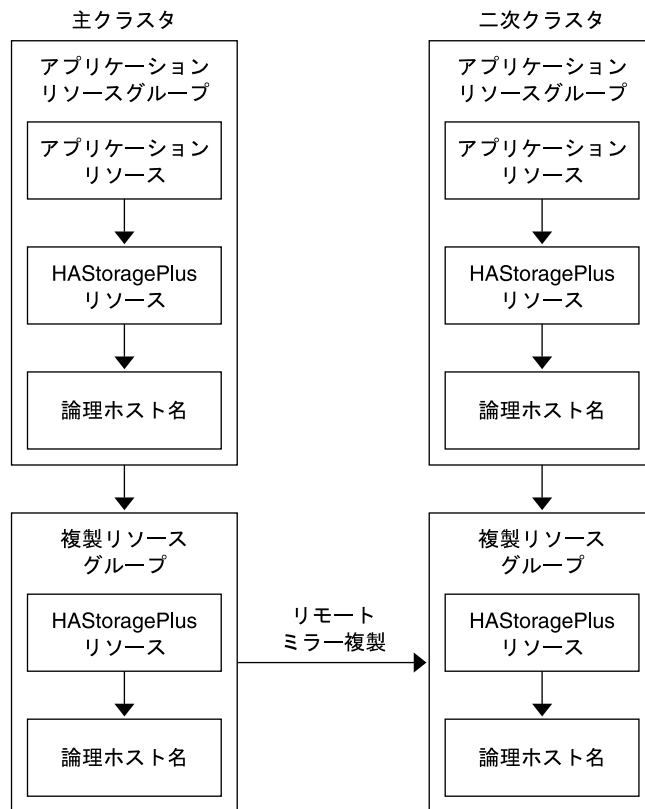 主クラスタ
アプリケーション
リソースグループ
アプリケーション
リソース
HAStoragePlus
リソース
論理ホスト名
複製リソース
グループ
HAStoragePlus
リソース
論理ホスト名
リモート
ミラー複製
二次クラスタ
アプリケーション
リソースグループ
アプリケーション
リソース
HAStoragePlus
リソース
論理ホスト名
複製リソース
グループ
HAStoragePlus
リソース
論理ホスト名